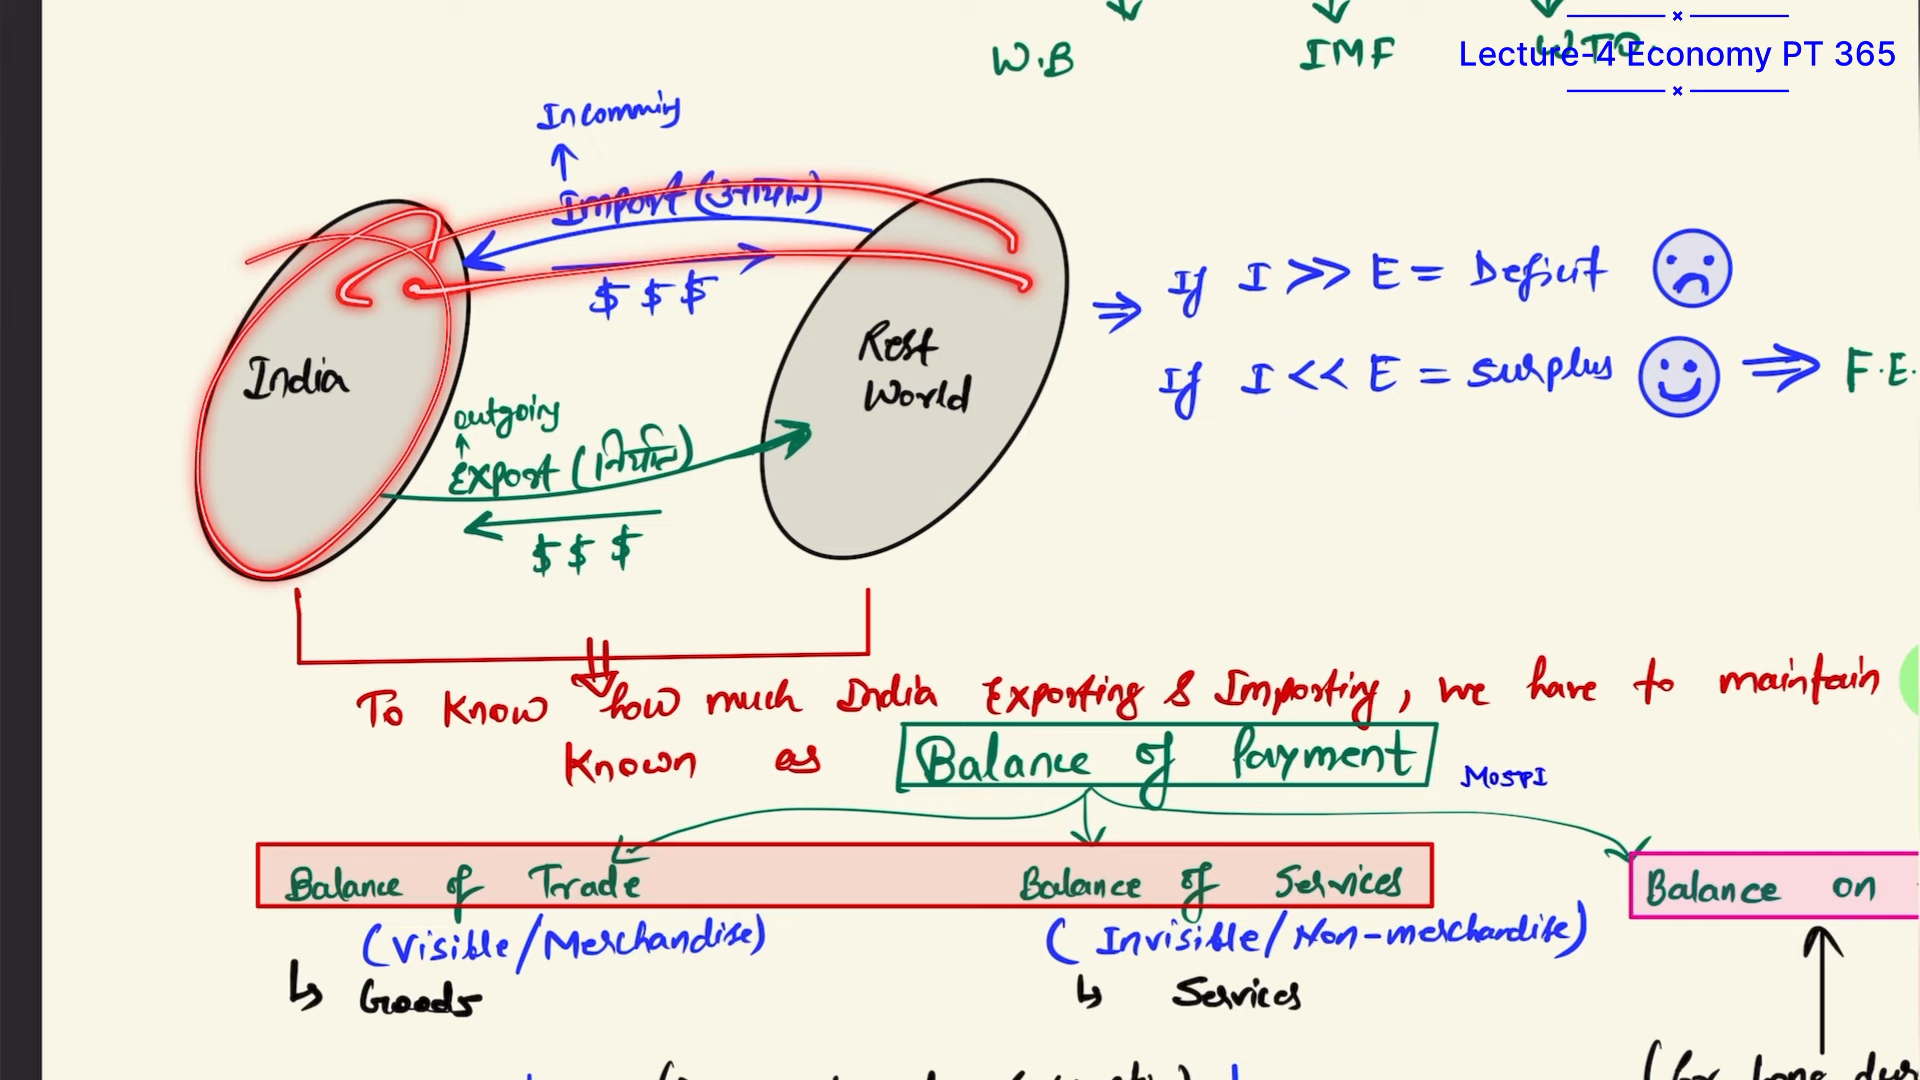 W.B IMF WTO
Lecture-4 Economy PT 365
Incomming
Import (आयात)
$ $ $
India
Rest
World
outgoing
Export (निर्यात)
$ $ $
If I >> E = Deficit
If I << E = Surplus ⇒ F.E.
To know how much India Exporting & Importing, we have to maintain
known as Balance of Payment
MOSPI
Balance of Trade Balance of Services Balance on
(Visible/Merchandise) (Invisible/Non-merchandise)
↳ Goods ↳ Services